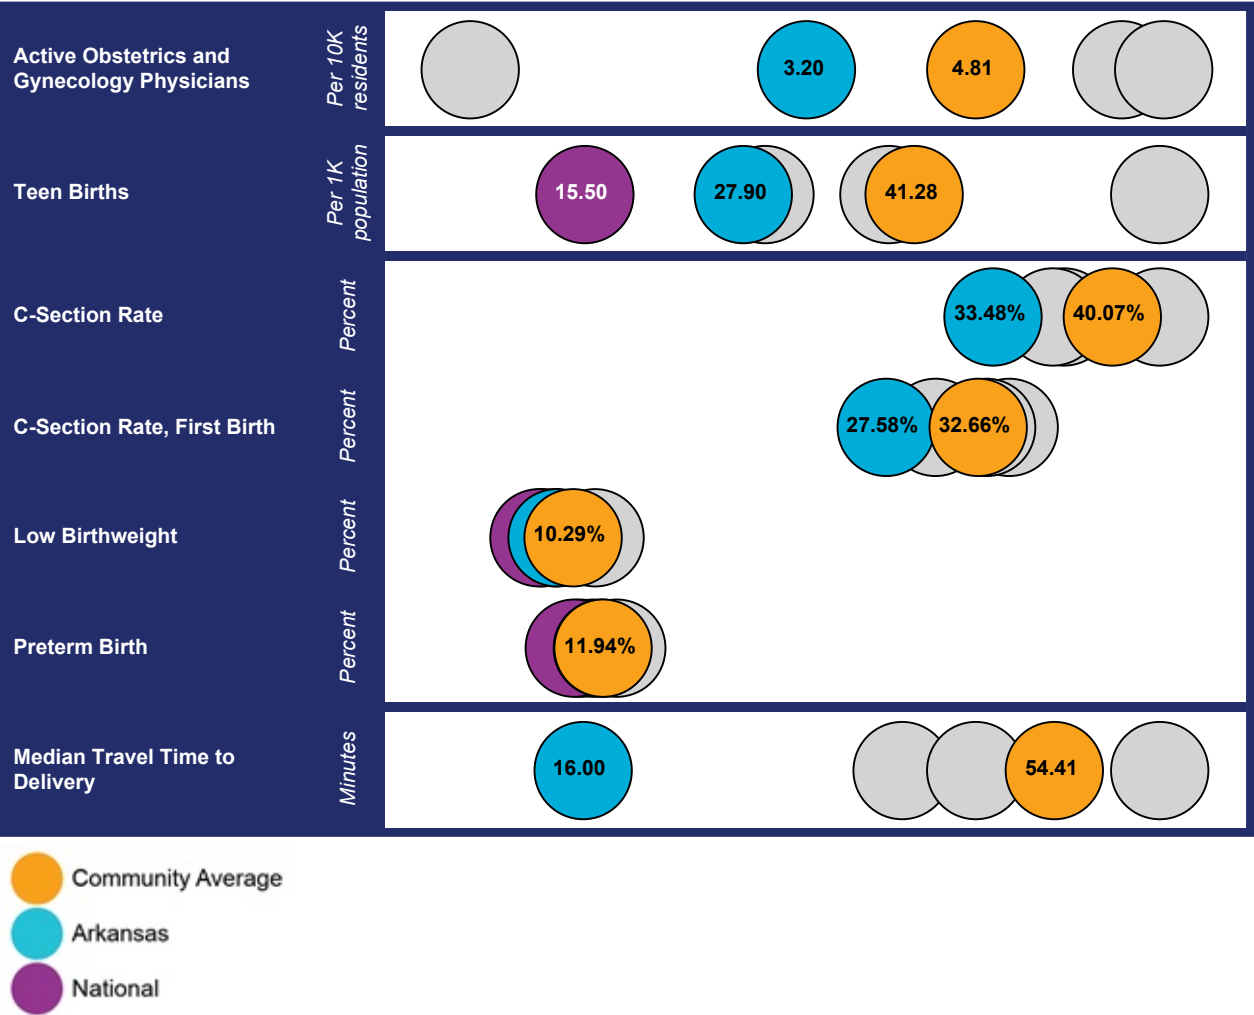 Active Obstetrics and
Gynecology Physicians
Per 10K
residents
3.20
4.81
Teen Births
Per 1K
population
15.50
27.90
41.28
C-Section Rate
Percent
33.48%
40.07%
C-Section Rate, First Birth
Percent
27.58%
32.66%
Low Birthweight
Percent
10.29%
Preterm Birth
Percent
11.94%
Median Travel Time to
Delivery
Minutes
16.00
54.41
Community Average
Arkansas
National